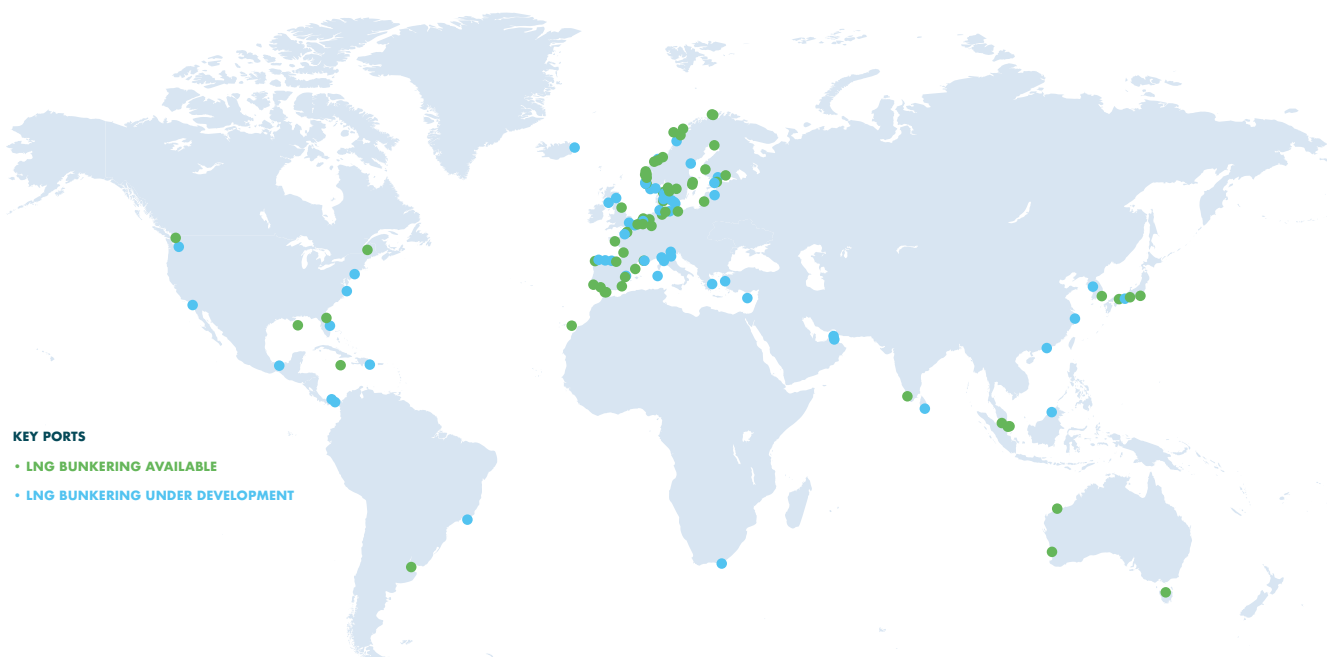 KEY PORTS
• LNG BUNKERING AVAILABLE
• LNG BUNKERING UNDER DEVELOPMENT